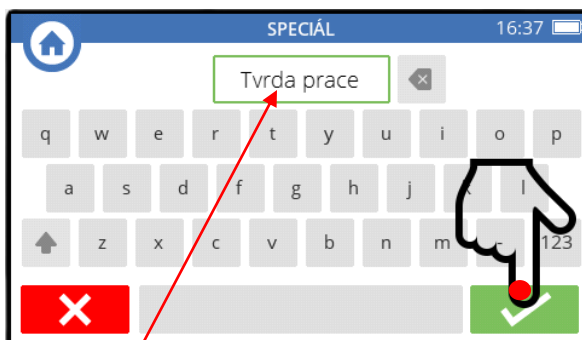 SPECIÁL 16:37
Tvrda prace
q w e r t y u i o p
a s d f g h j k l
z x c v b n m - 123